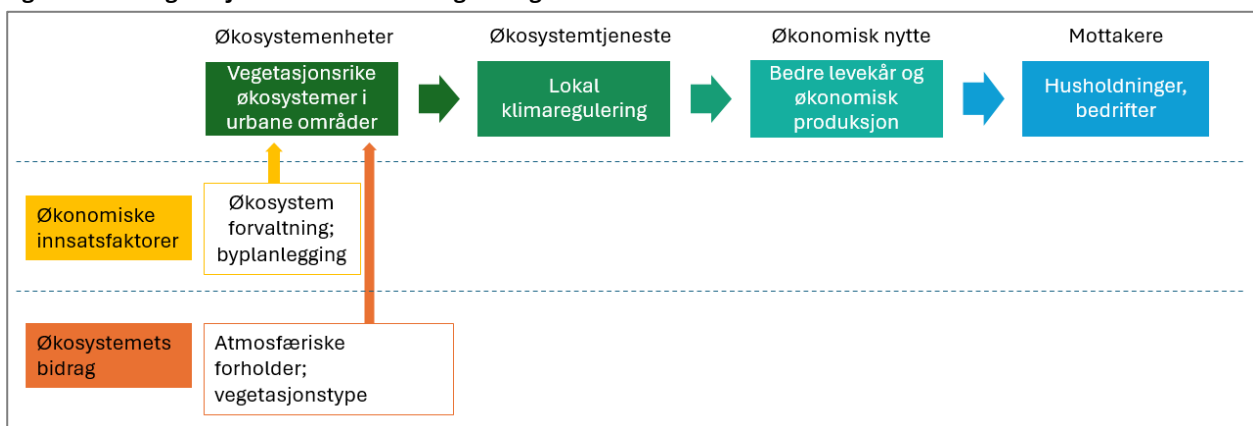 Økosystemenheter
Økosystemtjeneste
Økonomisk nytte
Mottakere
Vegetasjonsrike
økosystemer i
urbane områder
Lokal
klimaregulering
Bedre levekår og
økonomisk
produksjon
Husholdninger,
bedrifter
Økonomiske
innsatsfaktorer
Økosystem
forvaltning;
byplanlegging
Økosystemets
bidrag
Atmosfæriske
forholder;
vegetasjonstype